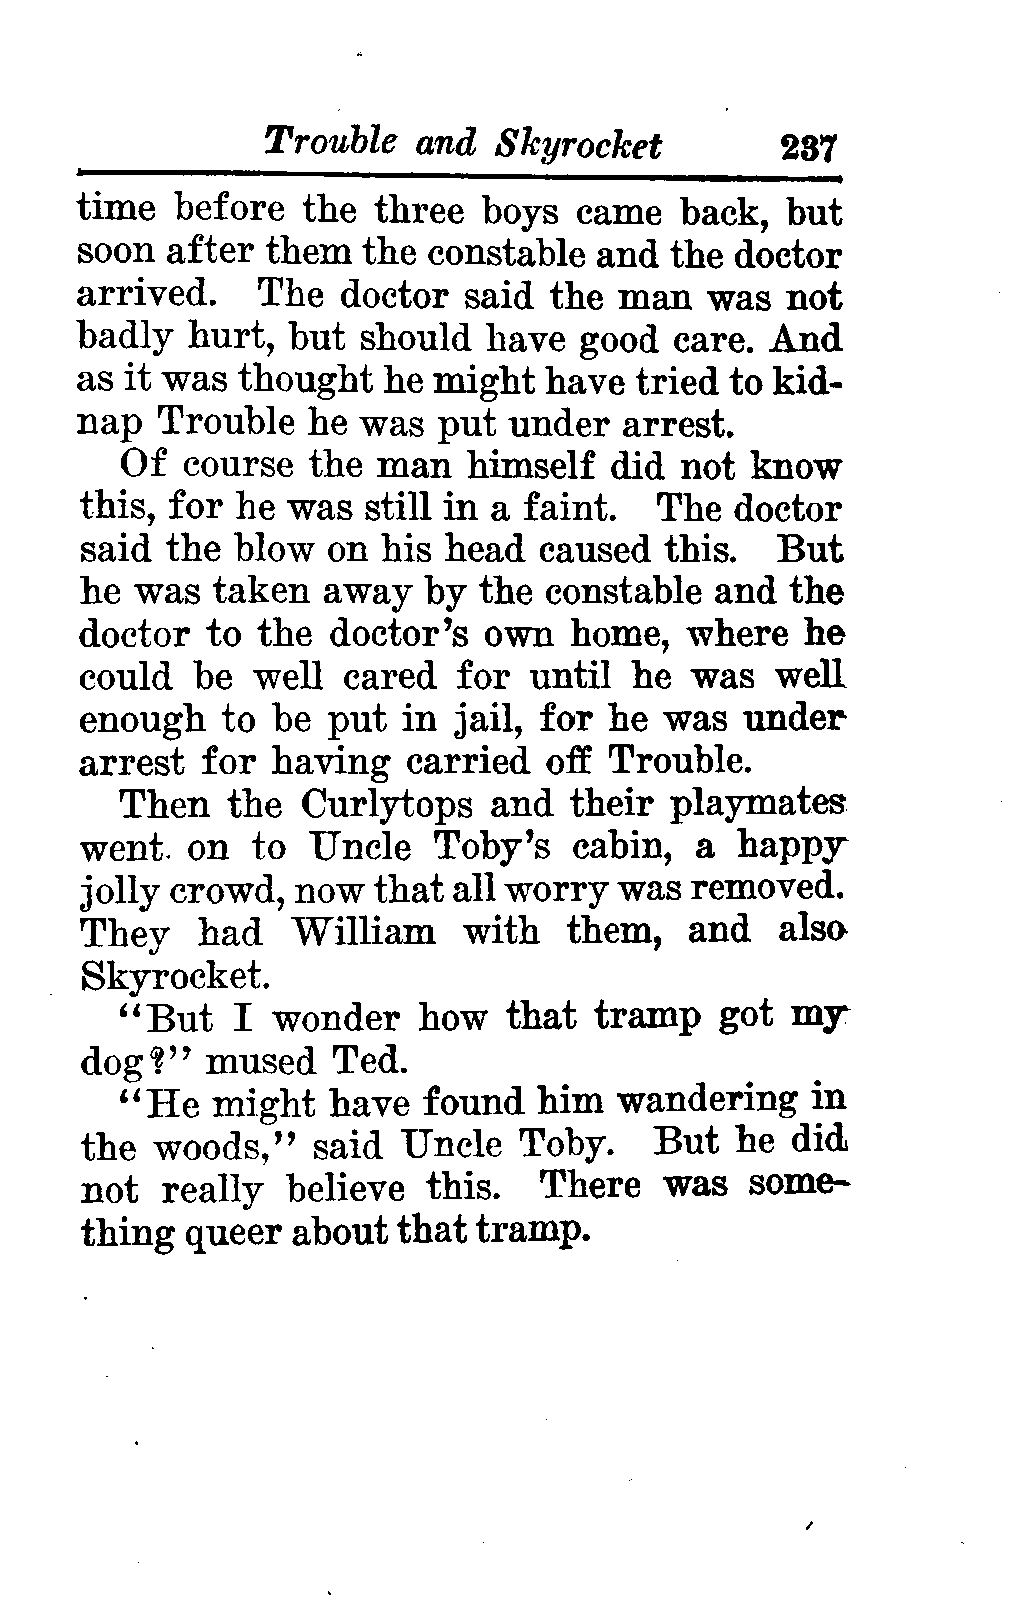 Trouble and Skyrocket 237
time before the three boys came back, but
soon after them the constable and the doctor
arrived. The doctor said the man was not
badly hurt, but should have good care. And
as it was thought he might have tried to kid-
nap Trouble he was put under arrest.
Of course the man himself did not know
this, for he was still in a faint. The doctor
said the blow on his head caused this. But
he was taken away by the constable and the
doctor to the doctor's own home, where he
could be well cared for until he was well
enough to be put in jail, for he was under
arrest for having carried off Trouble.
Then the Curlytops and their playmates
went on to Uncle Toby's cabin, a happy
jolly crowd, now that all worry was removed.
They had William with them, and also
Skyrocket.
"But I wonder how that tramp got my
dog?" mused Ted.
"He might have found him wandering in
the woods," said Uncle Toby. But he did
not really believe this. There was some-
thing queer about that tramp.